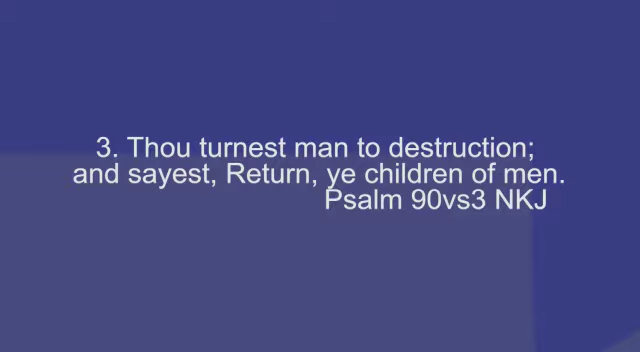 3. Thou turnest man to destruction;
and sayest, Return, ye children of men.
Psalm 90vs3 NKJ